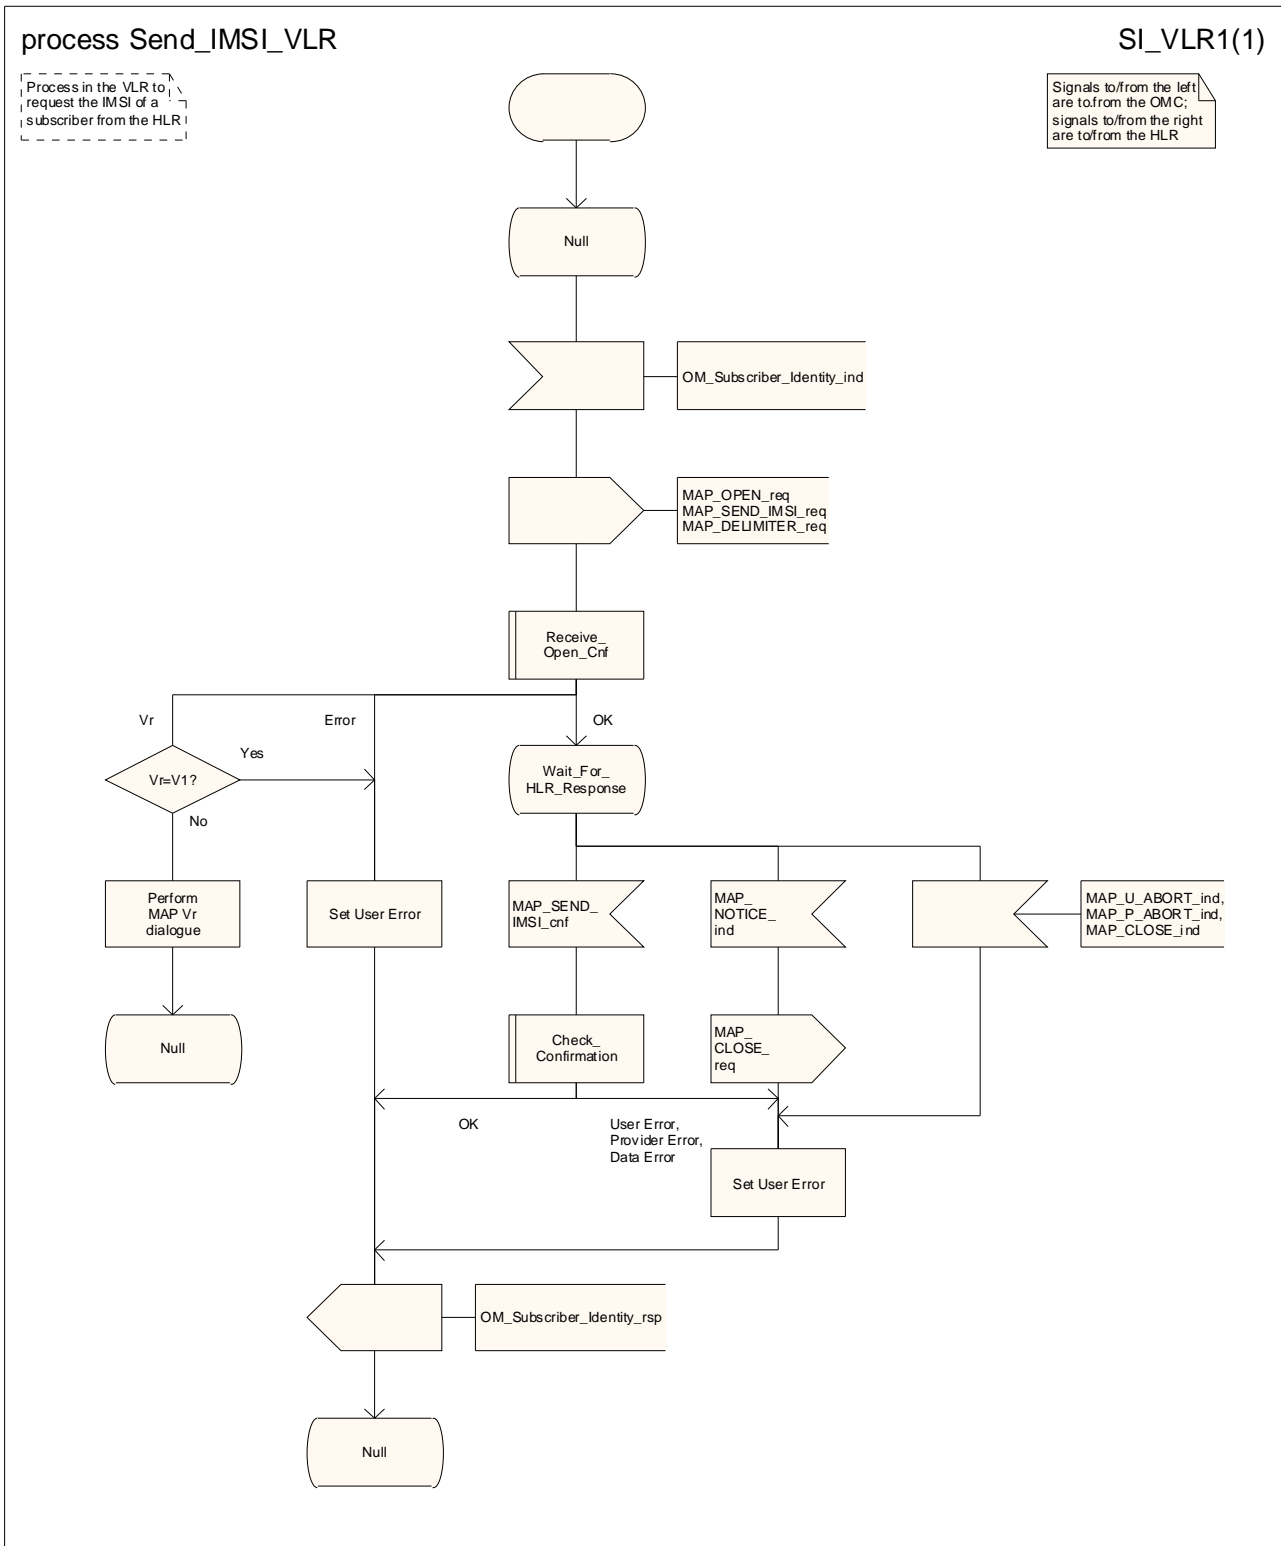 process Send_IMSI_VLR
SI_VLR1(1)
Process in the VLR to
request the IMSI of a
subscriber from the HLR
Signals to/from the left
are to.from the OMC;
signals to/from the right
are to/from the HLR
Null
OM_Subscriber_Identity_ind
MAP_OPEN_req
MAP_SEND_IMSI_req
MAP_DELIMITER_req
Receive_
Open_Cnf
Vr
Error
OK
Yes
Vr=V1?
Wait_For_
HLR_Response
No
Perform
MAP Vr
dialogue
Set User Error
MAP_SEND_
IMSI_cnf
MAP_
NOTICE_
ind
MAP_U_ABORT_ind,
MAP_P_ABORT_ind,
MAP_CLOSE_ind
Null
Check_
Confirmation
MAP_
CLOSE_
req
OK
User Error,
Provider Error,
Data Error
Set User Error
OM_Subscriber_Identity_rsp
Null